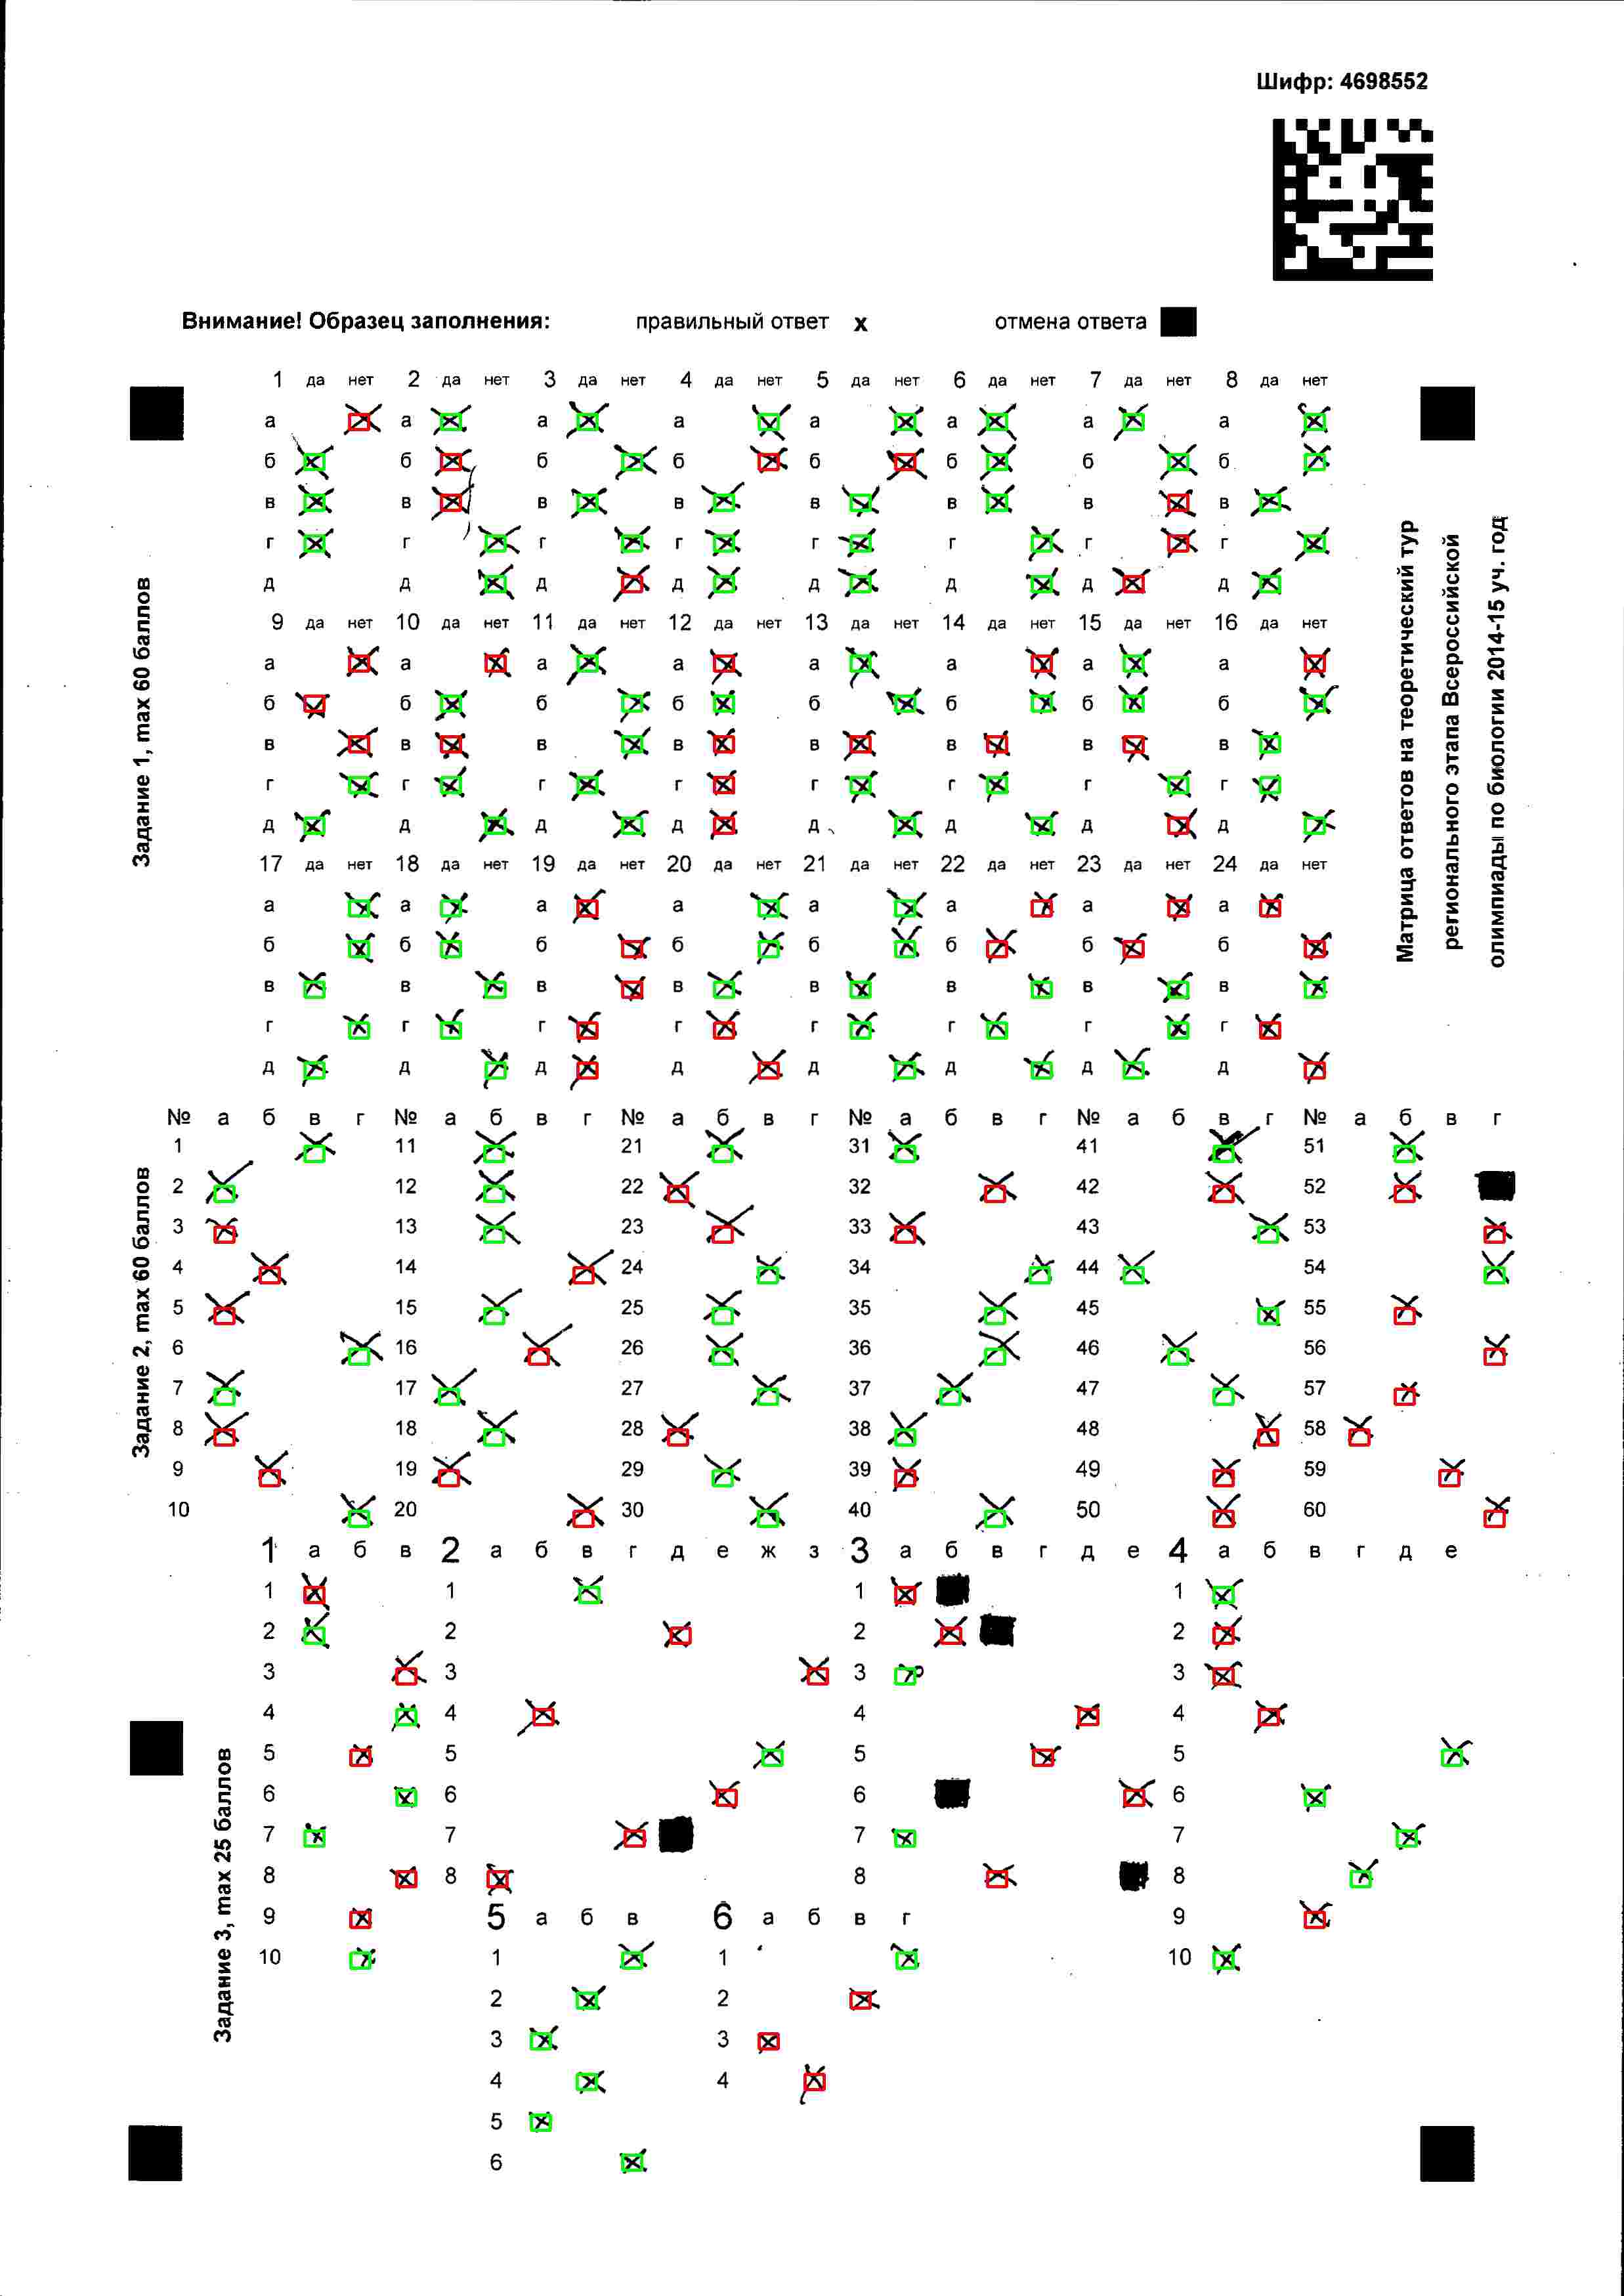 Шифр: 4698552
Внимание! Образец заполнения: правильный ответ x отмена ответа
Матрица ответов на теоретический тур
регионального этапа Всероссийской
олимпиады по биологии 2014-15 уч. год
Задание 1, max 60 баллов
1 да нет 2 да нет 3 да нет 4 да нет 5 да нет 6 да нет 7 да нет 8 да нет
а а а а а а а а
б б б б б б б б
в в в в в в в в
г г г г г г г г
д д д д д д д д
9 да нет 10 да нет 11 да нет 12 да нет 13 да нет 14 да нет 15 да нет 16 да нет
а а а а а а а а
б б б б б б б б
в в в в в в в в
г г г г г г г г
д д д д д д д д
17 да нет 18 да нет 19 да нет 20 да нет 21 да нет 22 да нет 23 да нет 24 да нет
а а а а а а а а
б б б б б б б б
в в в в в в в в
г г г г г г г г
д д д д д д д д
Задание 2, max 60 баллов
№ а б в г № а б в г № а б в г № а б в г № а б в г № а б в г
1 11 21 31 41 51
2 12 22 32 42 52
3 13 23 33 43 53
4 14 24 34 44 54
5 15 25 35 45 55
6 16 26 36 46 56
7 17 27 37 47 57
8 18 28 38 48 58
9 19 29 39 49 59
10 20 30 40 50 60
Задание 3, max 25 баллов
1 а б в 2 а б в г д е ж з 3 а б в г д е 4 а б в г д е
1 1 1 1
2 2 2 2
3 3 3 3
4 4 4 4
5 5 5 5
6 6 6 6
7 7 7 7
8 8 8 8
9 5 а б в 6 а б в г 9
10 1 1 10
2 2
3 3
4 4
5
6